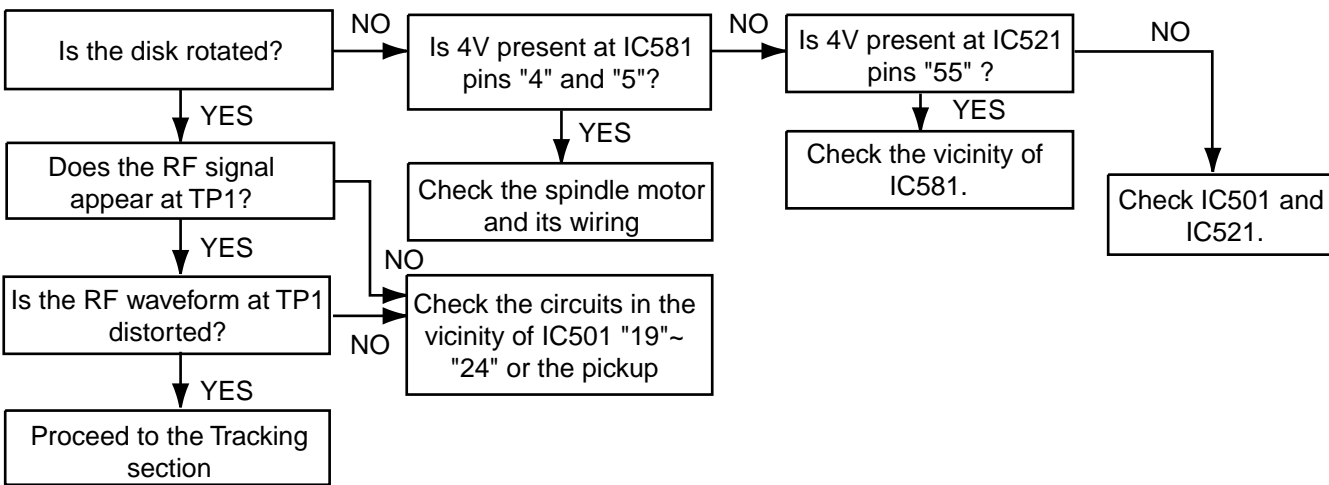 Is the disk rotated?
NO
Is 4V present at IC581
pins "4" and "5"?
NO
Is 4V present at IC521
pins "55" ?
NO
YES
YES
YES
Does the RF signal
appear at TP1?
Check the spindle motor
and its wiring
Check the vicinity of
IC581.
Check IC501 and
IC521.
YES
NO
Is the RF waveform at TP1
distorted?
NO
Check the circuits in the
vicinity of IC501 "19"~
"24" or the pickup
YES
Proceed to the Tracking
section